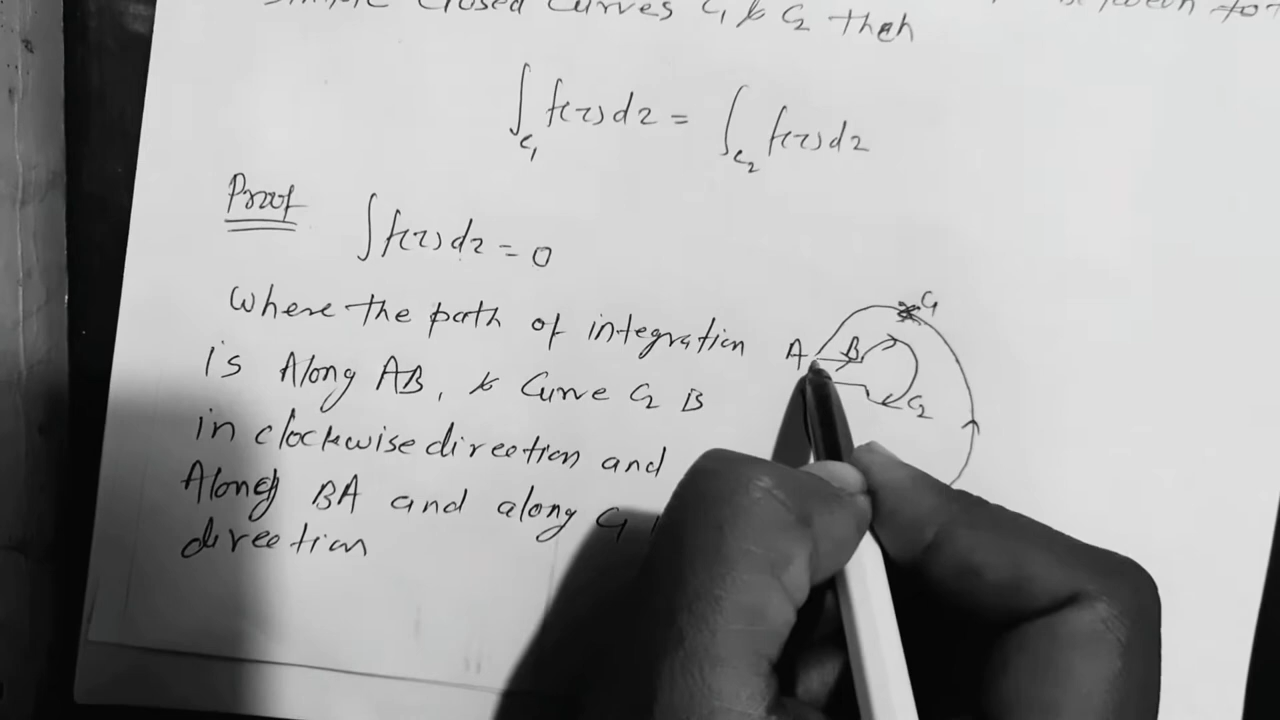 Simple Closed Curves C₁ & C₂ then
∫C₁ f(z)dz = ∫C₂ f(z)dz
Proof ∫f(z)dz = 0
Where the path of integration
is Along AB, & Curve C₂ B
in clockwise direction and
Along BA and along C₁
direction
C₁
A B
C₂